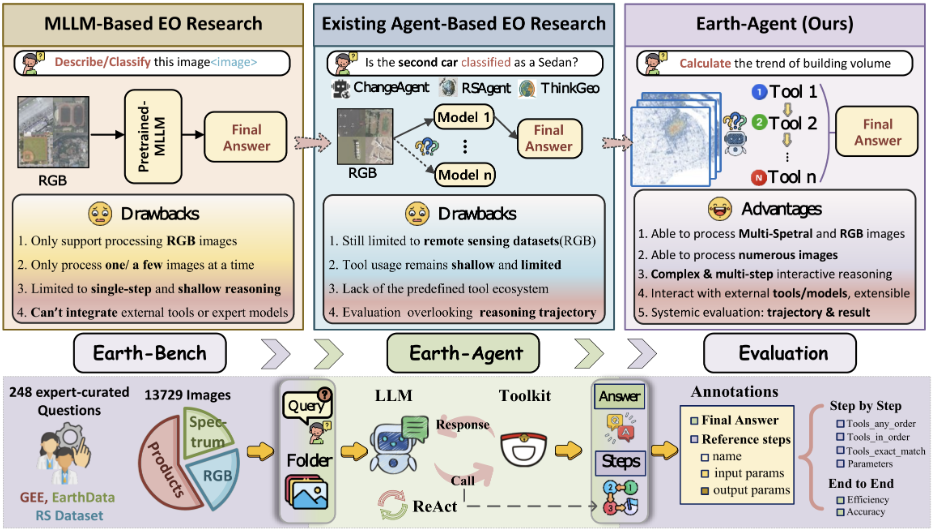 MLLM-Based EO Research
Describe/Classify this image<image>
RGB
Pretrained-
MLLM
Final
Answer
Drawbacks
1. Only support processing RGB images
2. Only process one/ a few images at a time
3. Limited to single-step and shallow reasoning
4. Can't integrate external tools or expert models
Existing Agent-Based EO Research
Is the second car classified as a Sedan?
ChangeAgent
RSAgent
ThinkGeo
RGB
Model 1
Model n
Final
Answer
Drawbacks
1. Still limited to remote sensing datasets(RGB)
2. Tool usage remains shallow and limited
3. Lack of the predefined tool ecosystem
4. Evaluation overlooking reasoning trajectory
Earth-Agent (Ours)
Calculate the trend of building volume
1 Tool 1
2 Tool 2
N Tool n
Final
Answer
Advantages
1. Able to process Multi-Spetral and RGB images
2. Able to process numerous images
3. Complex & multi-step interactive reasoning
4. Interact with external tools/models, extensible
5. Systemic evaluation: trajectory & result
Earth-Bench
Earth-Agent
Evaluation
248 expert-curated
Questions
GEE, EarthData
RS Dataset
13729 Images
Spec-
trum
Products
RGB
Query
Folder
LLM
Toolkit
Response
Call
ReAct
Answer
Q
A
Steps
2
1
3
Annotations
Final Answer
Reference steps
name
input params
output params
Step by Step
Tools_any_order
Tools_in_order
Tools_exact_match
Parameters
End to End
Efficiency
Accuracy